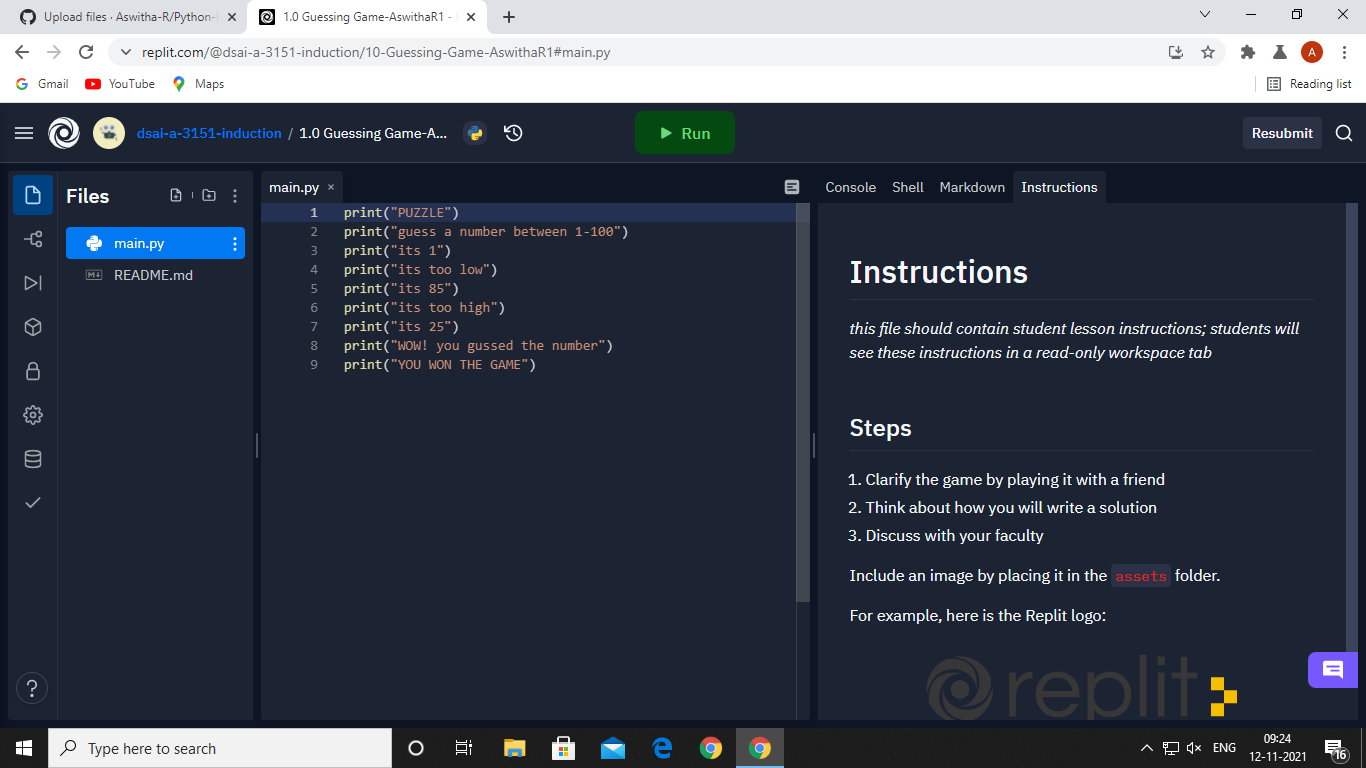 Upload files · Aswitha-R/Python-
1.0 Guessing Game-AswithaR1 -
replit.com/@dsai-a-3151-induction/10-Guessing-Game-AswithaR1#main.py
A
Gmail
YouTube
Maps
Reading list
dsai-a-3151-induction / 1.0 Guessing Game-A...
Run
Resubmit
Files
main.py
README.md
main.py
1 print("PUZZLE")
2 print("guess a number between 1-100")
3 print("its 1")
4 print("its too low")
5 print("its 85")
6 print("its too high")
7 print("its 25")
8 print("WOW! you gussed the number")
9 print("YOU WON THE GAME")
Console Shell Markdown Instructions
Instructions
this file should contain student lesson instructions; students will
see these instructions in a read-only workspace tab
Steps
1. Clarify the game by playing it with a friend
2. Think about how you will write a solution
3. Discuss with your faculty
Include an image by placing it in the assets folder.
For example, here is the Replit logo:
replit
?
Type here to search
ENG
09:24
12-11-2021
16